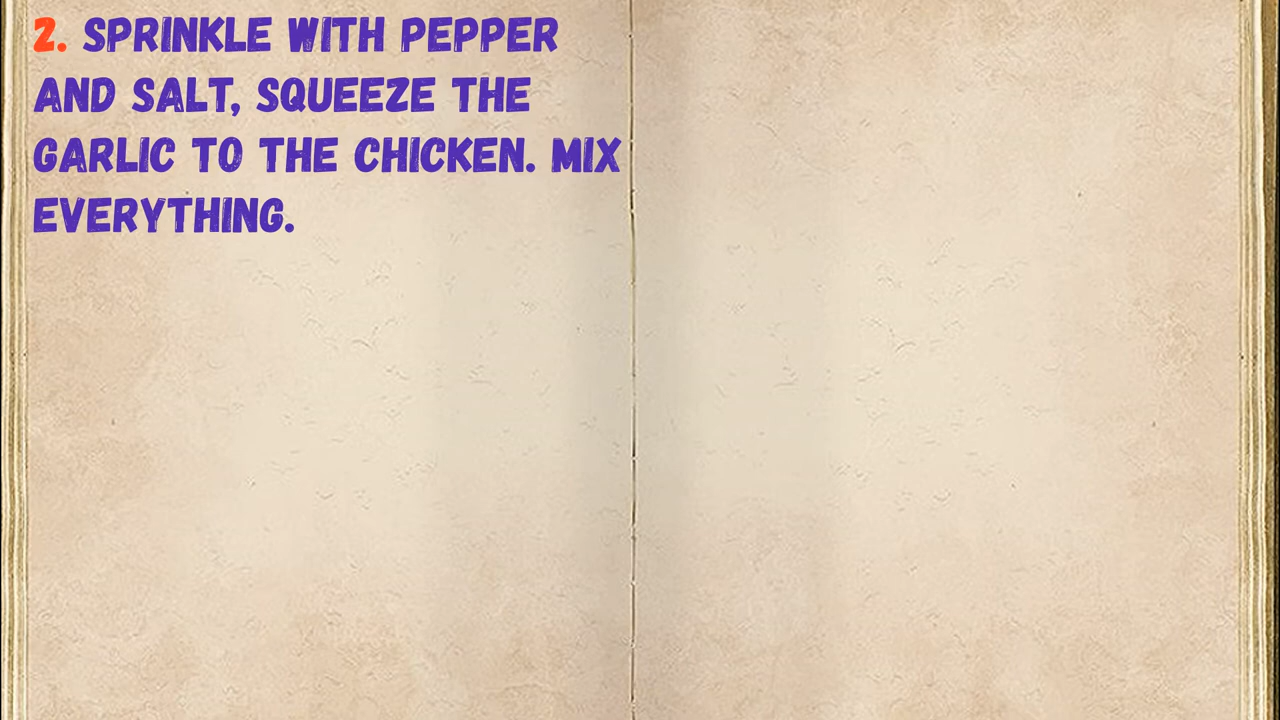 2. SPRINKLE WITH PEPPER
AND SALT, SQUEEZE THE
GARLIC TO THE CHICKEN. MIX
EVERYTHING.